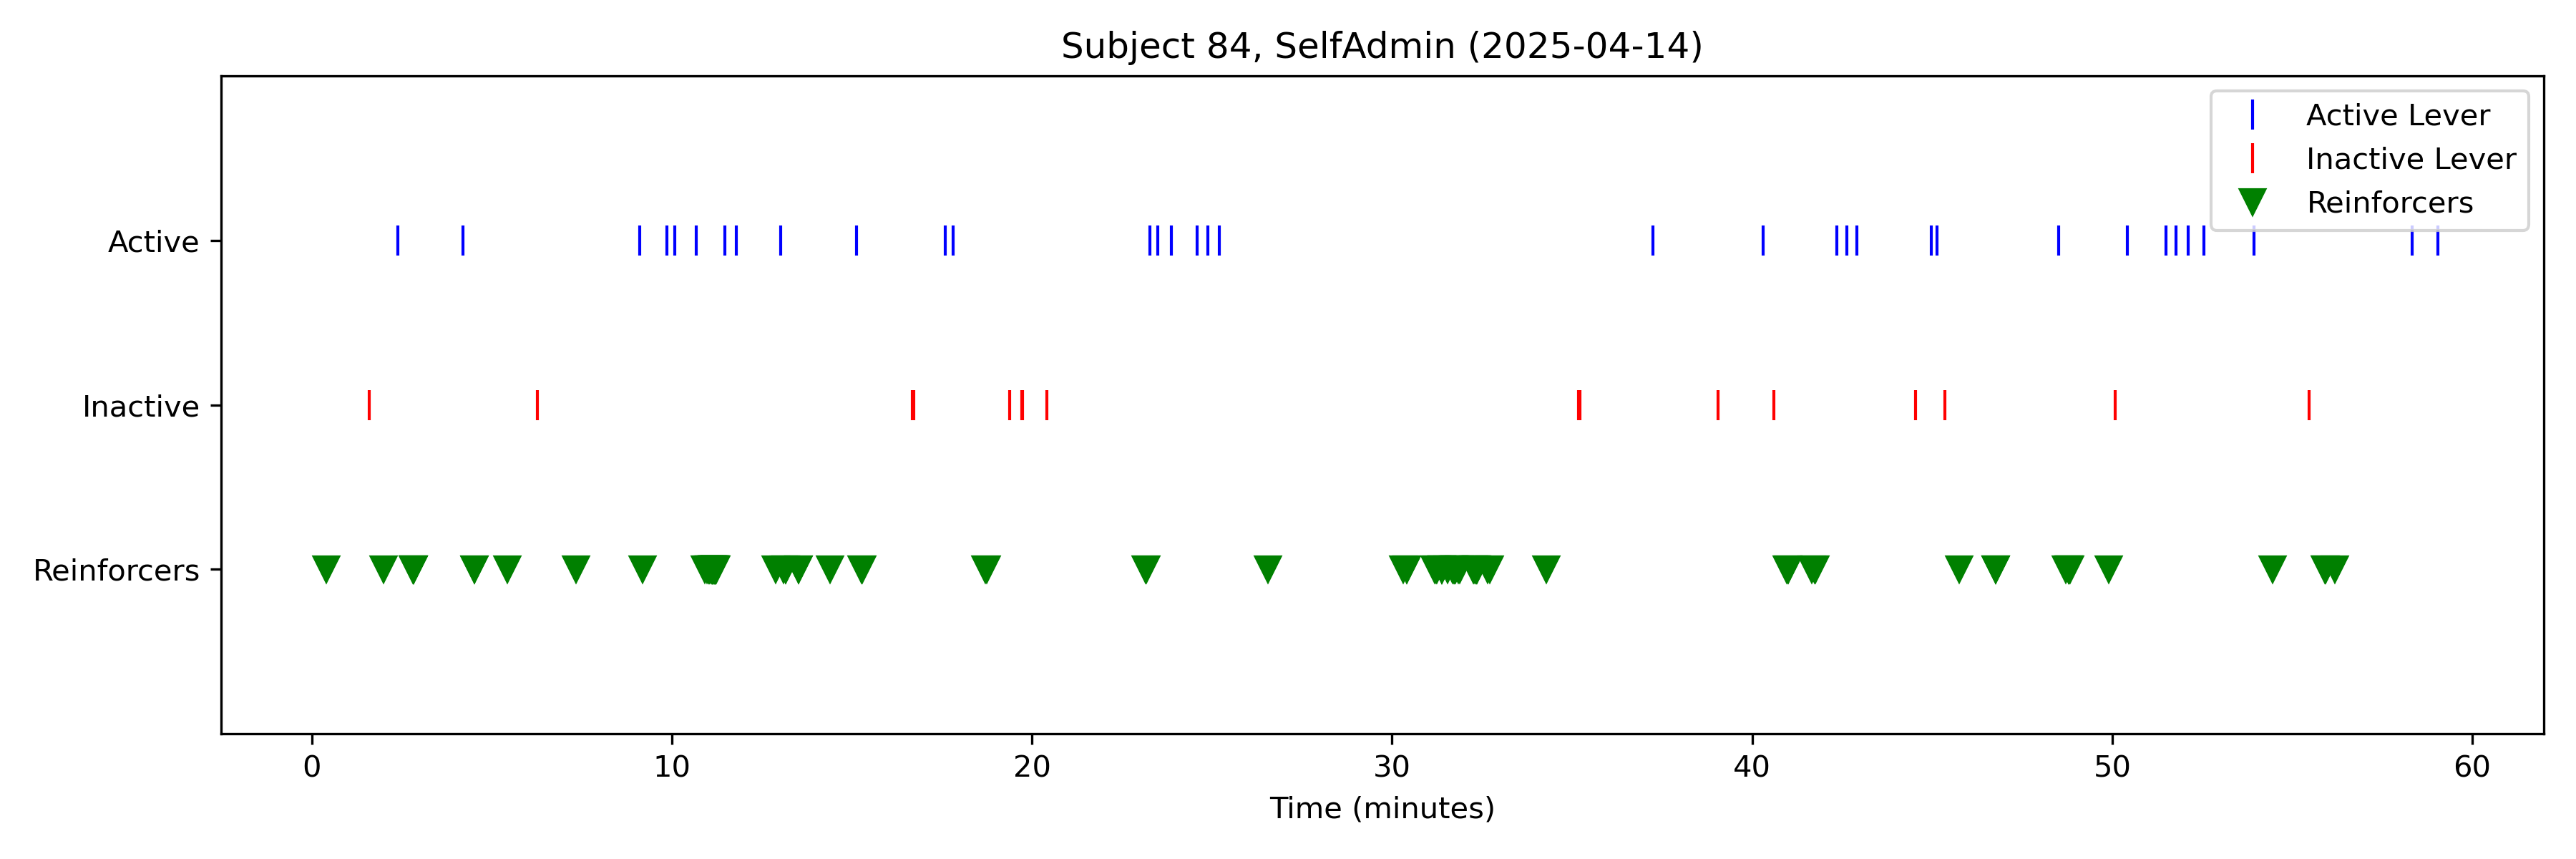 Subject 84, SelfAdmin (2025-04-14)
Active Lever
Inactive Lever
Reinforcers
Active
Inactive
Reinforcers
0 10 20 30 40 50 60
Time (minutes)